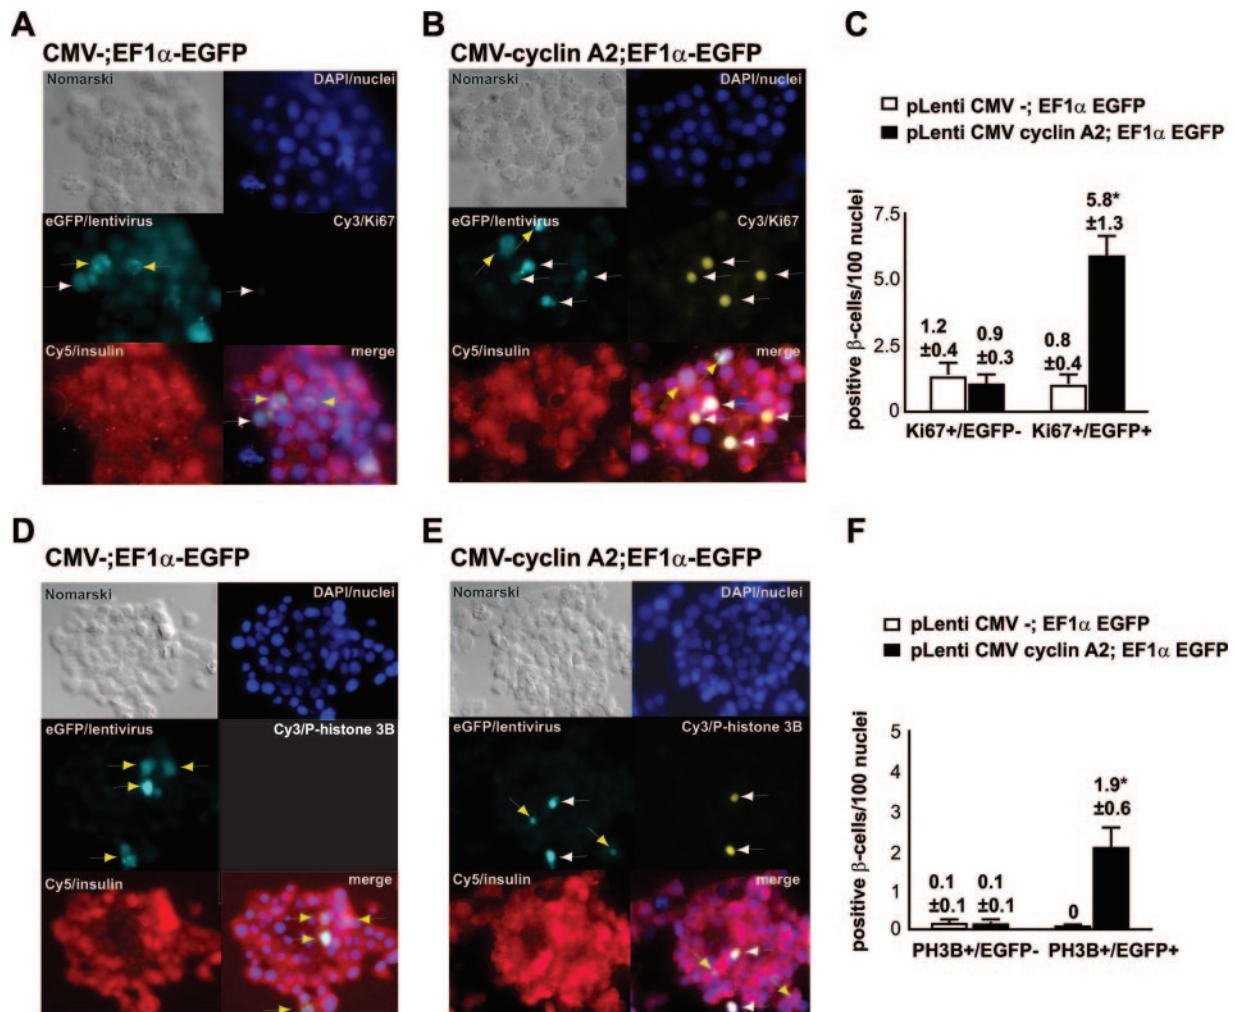 A
CMV-;EF1α-EGFP
Nomarski
DAPI/nuclei
eGFP/lentivirus
Cy3/Ki67
Cy5/insulin
merge
B
CMV-cyclin A2;EF1α-EGFP
Nomarski
DAPI/nuclei
eGFP/lentivirus
Cy3/Ki67
Cy5/insulin
merge
C
pLenti CMV -; EF1α EGFP
pLenti CMV cyclin A2; EF1α EGFP
positive β-cells/100 nuclei
7.5
5.0
2.5
0
1.2
±0.4
0.9
±0.3
0.8
±0.4
5.8*
±1.3
Ki67+/EGFP-
Ki67+/EGFP+
D
CMV-;EF1α-EGFP
Nomarski
DAPI/nuclei
eGFP/lentivirus
Cy3/P-histone 3B
Cy5/insulin
merge
E
CMV-cyclin A2;EF1α-EGFP
Nomarski
DAPI/nuclei
eGFP/lentivirus
Cy3/P-histone 3B
Cy5/insulin
merge
F
pLenti CMV -; EF1α EGFP
pLenti CMV cyclin A2; EF1α EGFP
positive β-cells/100 nuclei
5
4
3
2
1
0
0.1
±0.1
0.1
±0.1
0
1.9*
±0.6
PH3B+/EGFP-
PH3B+/EGFP+